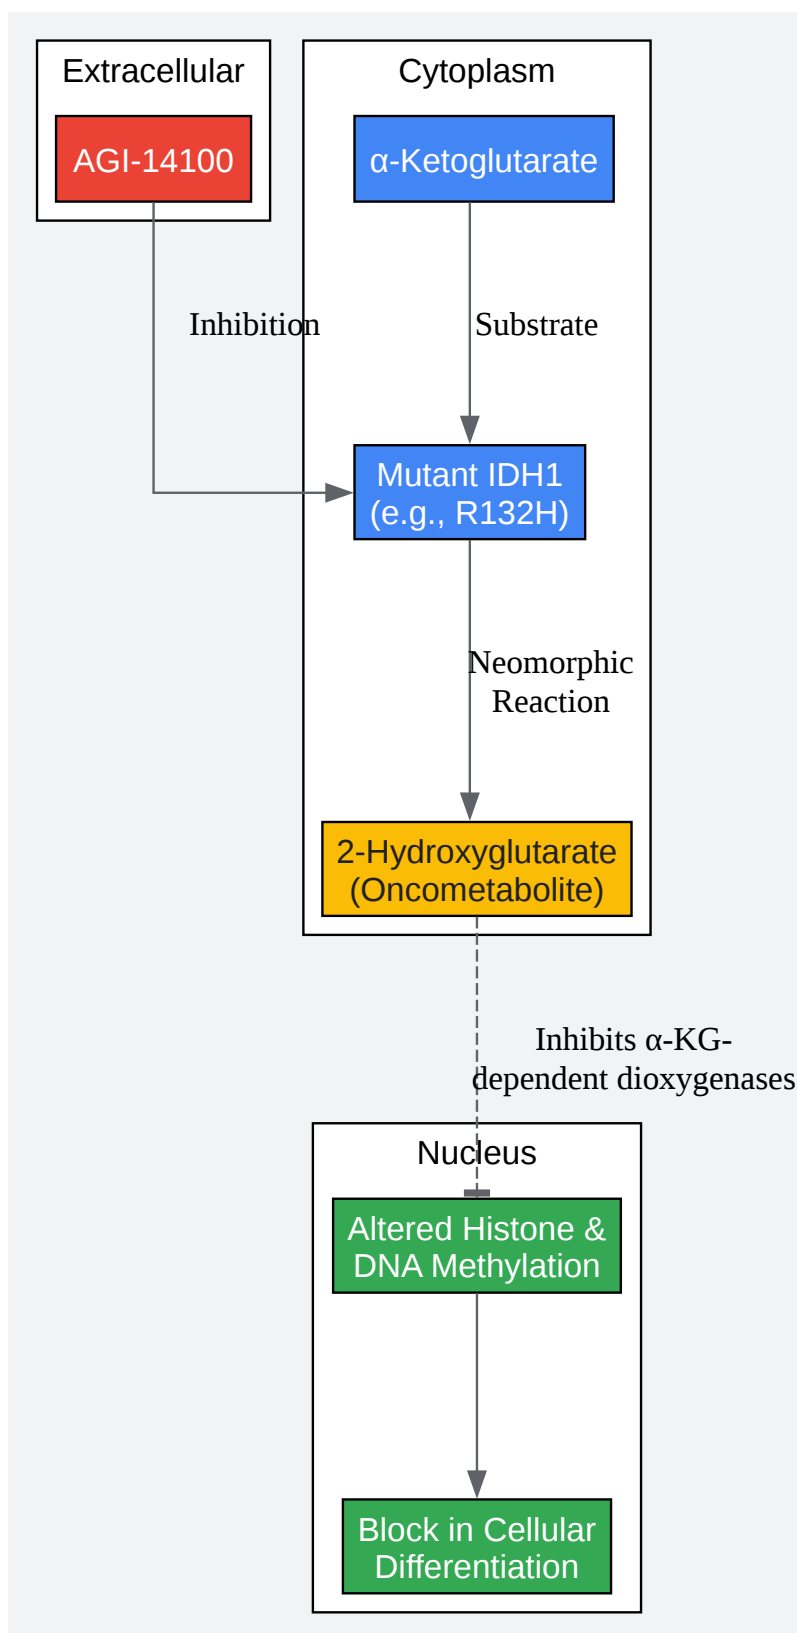 Extracellular
AGI-14100
Cytoplasm
α-Ketoglutarate
Inhibition
Substrate
Mutant IDH1
(e.g., R132H)
Neomorphic
Reaction
2-Hydroxyglutarate
(Oncometabolite)
Inhibits α-KG-
dependent dioxygenases
Nucleus
Altered Histone &
DNA Methylation
Block in Cellular
Differentiation